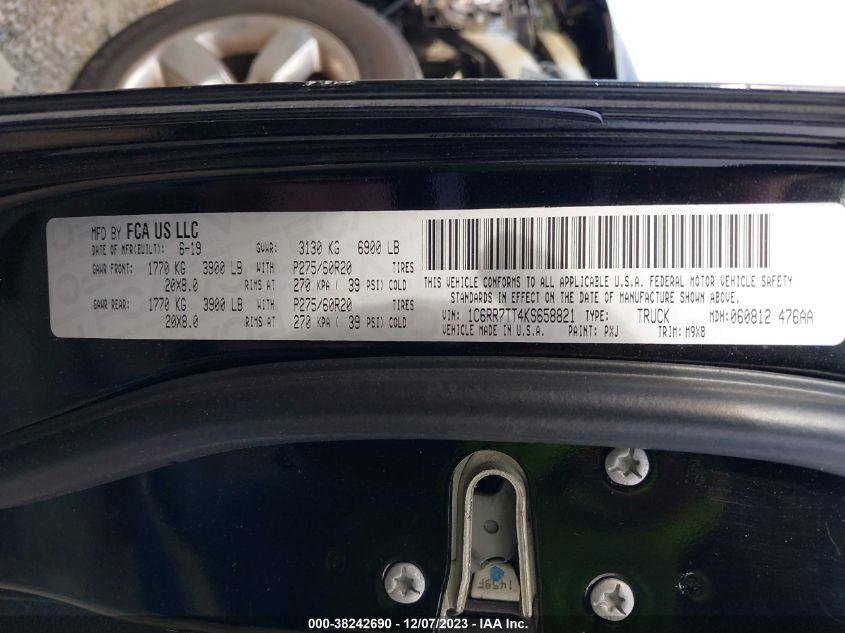 MFD BY FCA US LLC
DATE OF MFR(BUILT): 6-19 GVWR: 3130 KG 6900 LB
GAWR FRONT: 1770 KG 3900 LB WITH P275/60R20 TIRES
20X8.0 RIMS AT 270 KPA ( 39 PSI) COLD
GAWR REAR: 1770 KG 3900 LB WITH P275/60R20 TIRES
20X8.0 RIMS AT 270 KPA ( 39 PSI) COLD
THIS VEHICLE CONFORMS TO ALL APPLICABLE U.S.A. FEDERAL MOTOR VEHICLE SAFETY
STANDARDS IN EFFECT ON THE DATE OF MANUFACTURE SHOWN ABOVE.
VIN: 1C6RR7TT4KS658821 TYPE: TRUCK MDH:060812 476AA
VEHICLE MADE IN U.S.A. PAINT: PXJ TRIM: M9X8
1459F
000-38242690 - 12/07/2023 - IAA Inc.